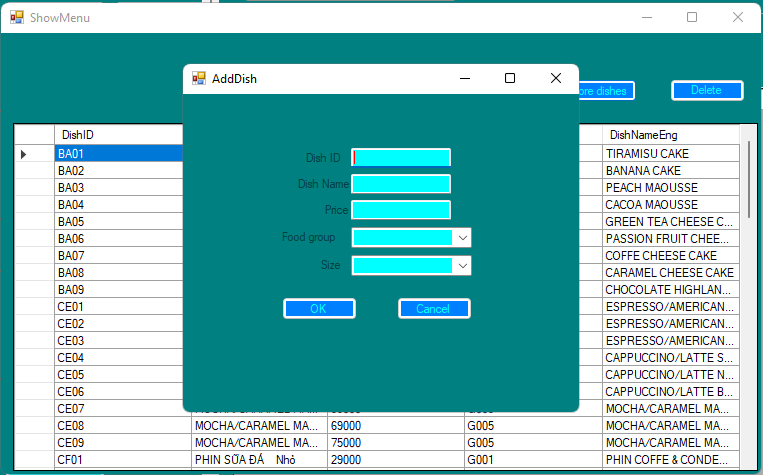 ShowMenu
AddDish
ore dishes
Delete
DishID
DishNameEng
BA01
TIRAMISU CAKE
BA02
BANANA CAKE
BA03
PEACH MAOUSSE
BA04
CACOA MAOUSSE
BA05
GREEN TEA CHEESE C...
BA06
PASSION FRUIT CHEE...
BA07
COFFE CHEESE CAKE
BA08
CARAMEL CHEESE CAKE
BA09
CHOCOLATE HIGHLAN...
CE01
ESPRESSO/AMERICAN...
CE02
ESPRESSO/AMERICAN...
CE03
ESPRESSO/AMERICAN...
CE04
CAPPUCCINO/LATTE S...
CE05
CAPPUCCINO/LATTE N...
CE06
CAPPUCCINO/LATTE B...
CE07
MOCHA/CARAMEL MA...
CE08 MOCHA/CARAMEL MA... 69000 G005 MOCHA/CARAMEL MA...
CE09 MOCHA/CARAMEL MA... 75000 G005 MOCHA/CARAMEL MA...
CF01 PHIN SỮA ĐÁ Nhỏ 29000 G001 PHIN COFFE & CONDE...
Dish ID
Dish Name
Price
Food group
Size
OK
Cancel